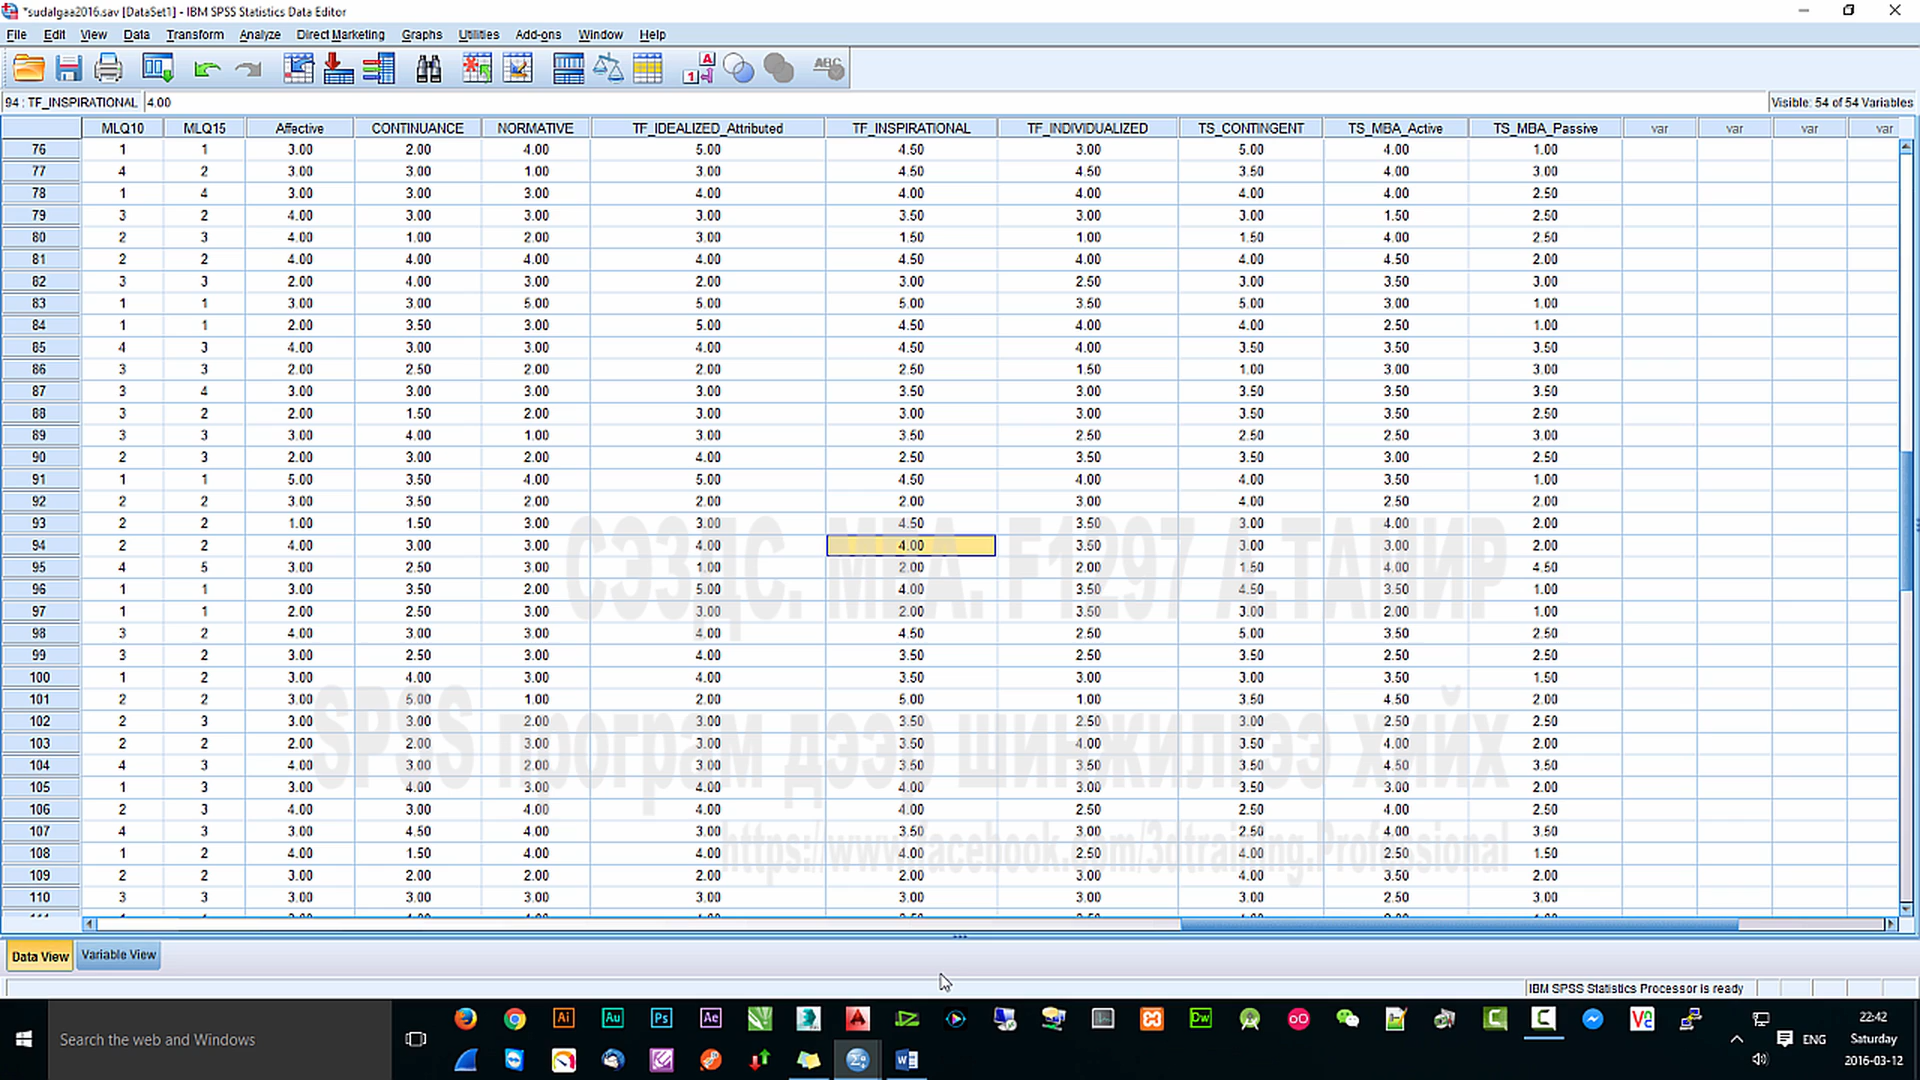 *sudalgaa2016.sav [DataSet1] - IBM SPSS Statistics Data Editor
File Edit View Data Transform Analyze Direct Marketing Graphs Utilities Add-ons Window Help
94 : TF_INSPIRATIONAL 4.00 Visible: 54 of 54 Variables
MLQ10 MLQ15 Affective CONTINUANCE NORMATIVE TF_IDEALIZED_Attributed TF_INSPIRATIONAL TF_INDIVIDUALIZED TS_CONTINGENT TS_MBA_Active TS_MBA_Passive var var var var
76 1 1 3.00 2.00 4.00 5.00 4.50 3.00 5.00 4.00 1.00
77 4 2 3.00 3.00 1.00 3.00 4.50 4.50 3.50 4.00 3.00
78 1 4 3.00 3.00 3.00 4.00 4.00 4.00 4.00 4.00 2.50
79 3 2 4.00 3.00 3.00 3.00 3.50 3.00 3.00 1.50 2.50
80 2 3 4.00 1.00 2.00 3.00 1.50 1.00 1.50 4.00 2.50
81 2 2 4.00 4.00 4.00 4.00 4.50 4.00 4.00 4.50 2.00
82 3 3 2.00 4.00 3.00 2.00 3.00 2.50 3.00 3.50 3.00
83 1 1 3.00 3.00 5.00 5.00 5.00 3.50 5.00 3.00 1.00
84 1 1 2.00 3.50 3.00 5.00 4.50 4.00 4.00 2.50 1.00
85 4 3 4.00 3.00 3.00 4.00 4.50 4.00 3.50 3.50 3.50
86 3 3 2.00 2.50 2.00 2.00 2.50 1.50 1.00 3.00 3.00
87 3 4 3.00 3.00 3.00 3.00 3.50 3.00 3.50 3.50 3.50
88 3 2 2.00 1.50 2.00 3.00 3.00 3.00 3.50 3.50 2.50
89 3 3 3.00 4.00 1.00 3.00 3.50 2.50 2.50 2.50 3.00
90 2 3 2.00 3.00 2.00 4.00 2.50 3.50 3.50 3.00 2.50
91 1 1 5.00 3.50 4.00 5.00 4.50 4.00 4.00 3.50 1.00
92 2 2 3.00 3.50 2.00 2.00 2.00 3.00 4.00 2.50 2.00
93 2 2 1.00 1.50 3.00 3.00 4.50 3.50 3.00 4.00 2.00
94 2 2 4.00 3.00 3.00 4.00 4.00 3.50 3.00 3.00 2.00
95 4 5 3.00 2.50 3.00 1.00 2.00 2.00 1.50 4.00 4.50
96 1 1 3.00 3.50 2.00 5.00 4.00 3.50 4.50 3.50 1.00
97 1 1 2.00 2.50 3.00 3.00 2.00 3.50 3.00 2.00 1.00
98 3 2 4.00 3.00 3.00 4.00 4.50 2.50 5.00 3.50 2.50
99 3 2 3.00 2.50 3.00 4.00 3.50 2.50 3.50 2.50 2.50
100 1 2 3.00 4.00 3.00 4.00 3.50 3.00 3.00 3.50 1.50
101 2 2 3.00 5.00 1.00 2.00 5.00 1.00 3.50 4.50 2.00
102 2 3 3.00 3.00 2.00 3.00 3.50 2.50 3.00 2.50 2.50
103 2 2 2.00 2.00 3.00 3.00 3.50 4.00 3.50 4.00 2.00
104 4 3 4.00 3.00 2.00 3.00 3.50 3.50 3.50 4.50 3.50
105 1 3 3.00 4.00 3.00 4.00 4.00 3.00 3.50 3.00 2.00
106 2 3 4.00 3.00 4.00 4.00 4.00 2.50 2.50 4.00 2.50
107 4 3 3.00 4.50 4.00 3.00 3.50 3.00 2.50 4.00 3.50
108 1 2 4.00 1.50 4.00 4.00 4.00 2.50 4.00 2.50 1.50
109 2 2 3.00 2.00 2.00 2.00 2.00 3.00 4.00 3.50 2.00
110 3 3 3.00 3.00 3.00 3.00 3.00 3.00 3.00 2.50 3.00
СЭЗДС. МГА. F1297 А.ТАПИР
SPSS програм дээр шинжилгээ хийх
https://www.facebook.com/3dtraining.Professional
Data View Variable View
IBM SPSS Statistics Processor is ready
Search the web and Windows
ENG
22:42
Saturday
2016-03-12